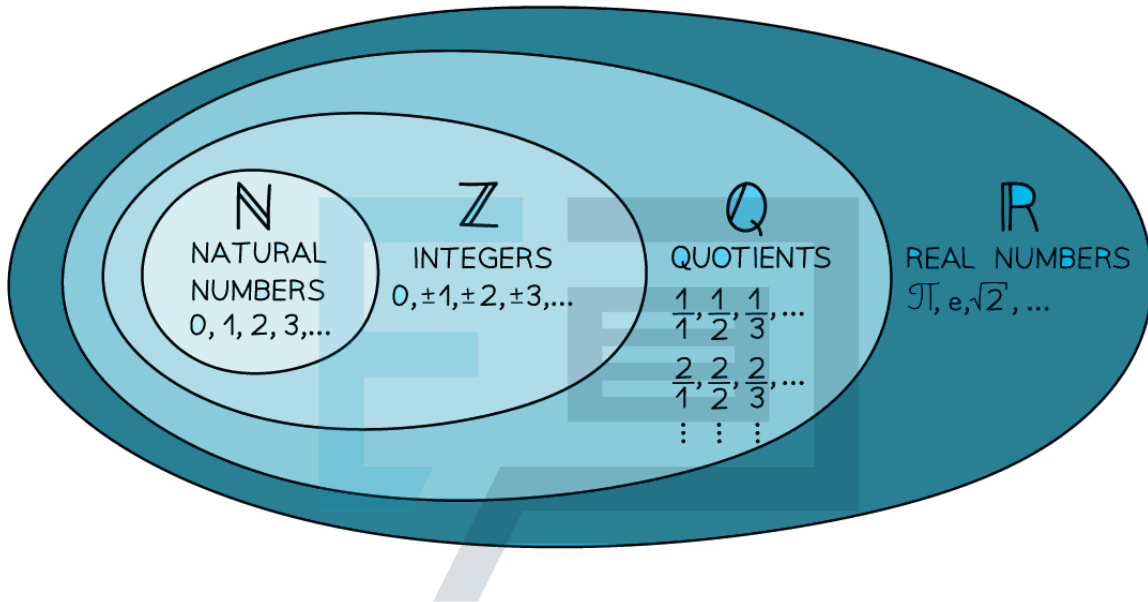 ℕ
NATURAL
NUMBERS
0, 1, 2, 3,...
ℤ
INTEGERS
0, ±1, ±2, ±3,...
ℚ
QUOTIENTS
1/1, 1/2, 1/3, ...
2/1, 2/2, 2/3, ...
⋮ ⋮ ⋮
ℝ
REAL NUMBERS
π, e, √2, ...